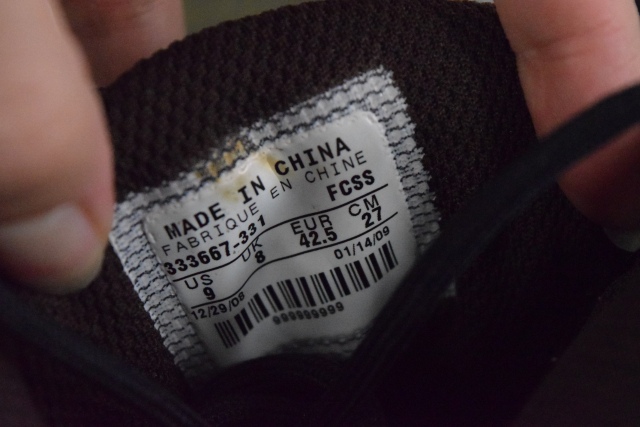 MADE IN CHINA
FABRIQUE EN CHINE
333667-331 FCSS
US UK EUR CM
9 8 42.5 27
12/29/08 01/14/09
999999999